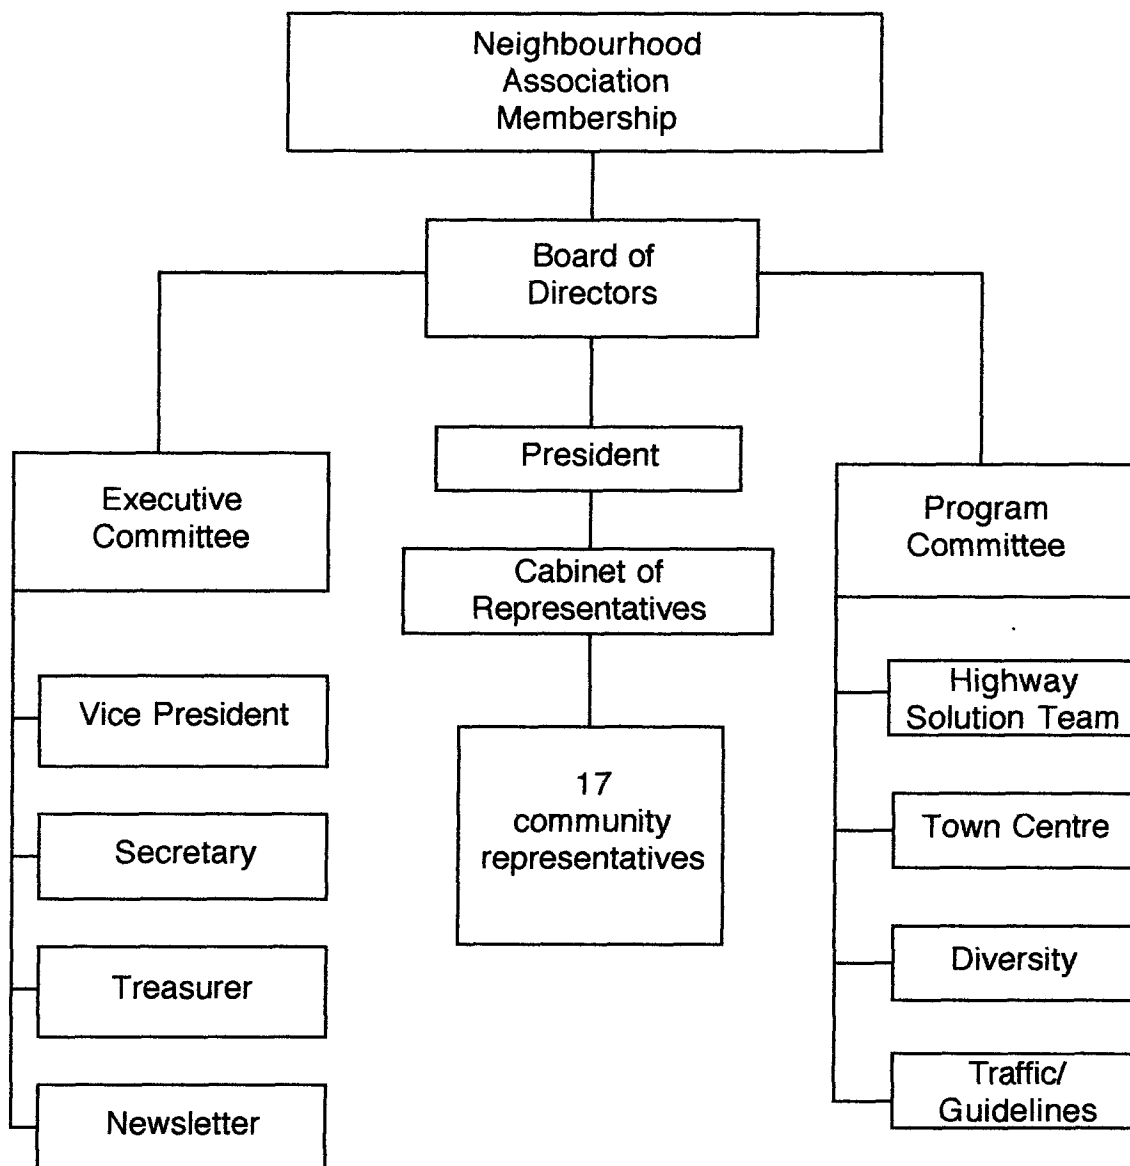 Neighbourhood
Association
Membership
Board of
Directors
Executive
Committee
Vice President
Secretary
Treasurer
Newsletter
President
Cabinet of
Representatives
17
community
representatives
Program
Committee
Highway
Solution Team
Town Centre
Diversity
Traffic/
Guidelines